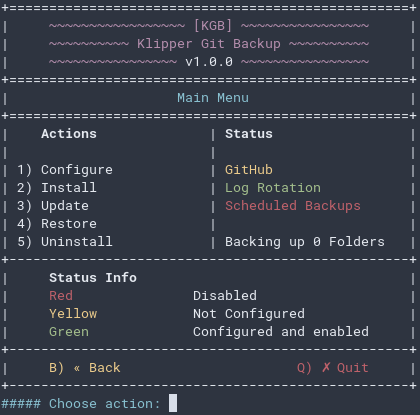 +=============================================+
| ~~~~~~~~~~~~~~~~~ [KGB] ~~~~~~~~~~~~~~~~ |
| ~~~~~~~~~~ Klipper Git Backup ~~~~~~~~~~ |
| ~~~~~~~~~~~~~~~~ v1.0.0 ~~~~~~~~~~~~~~~~ |
+=============================================+
| Main Menu |
+=============================================+
| Actions | Status |
| | |
| 1) Configure | GitHub |
| 2) Install | Log Rotation |
| 3) Update | Scheduled Backups |
| 4) Restore | |
| 5) Uninstall | Backing up 0 Folders |
+---------------------------------------------+
| Status Info |
| Red Disabled |
| Yellow Not Configured |
| Green Configured and enabled |
+---------------------------------------------+
| B) « Back Q) ✗ Quit |
+---------------------------------------------+
##### Choose action: